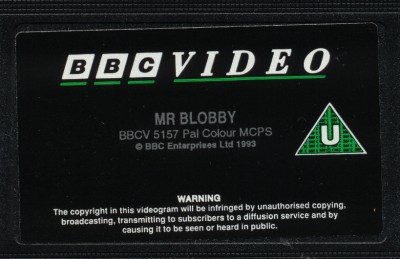 BBC VIDEO
MR BLOBBY
BBCV 5157 Pal Colour MCPS
© BBC Enterprises Ltd 1993
U
WARNING
The copyright in this videogram will be infringed by unauthorised copying,
broadcasting, transmitting to subscribers to a diffusion service and by
causing it to be seen or heard in public.